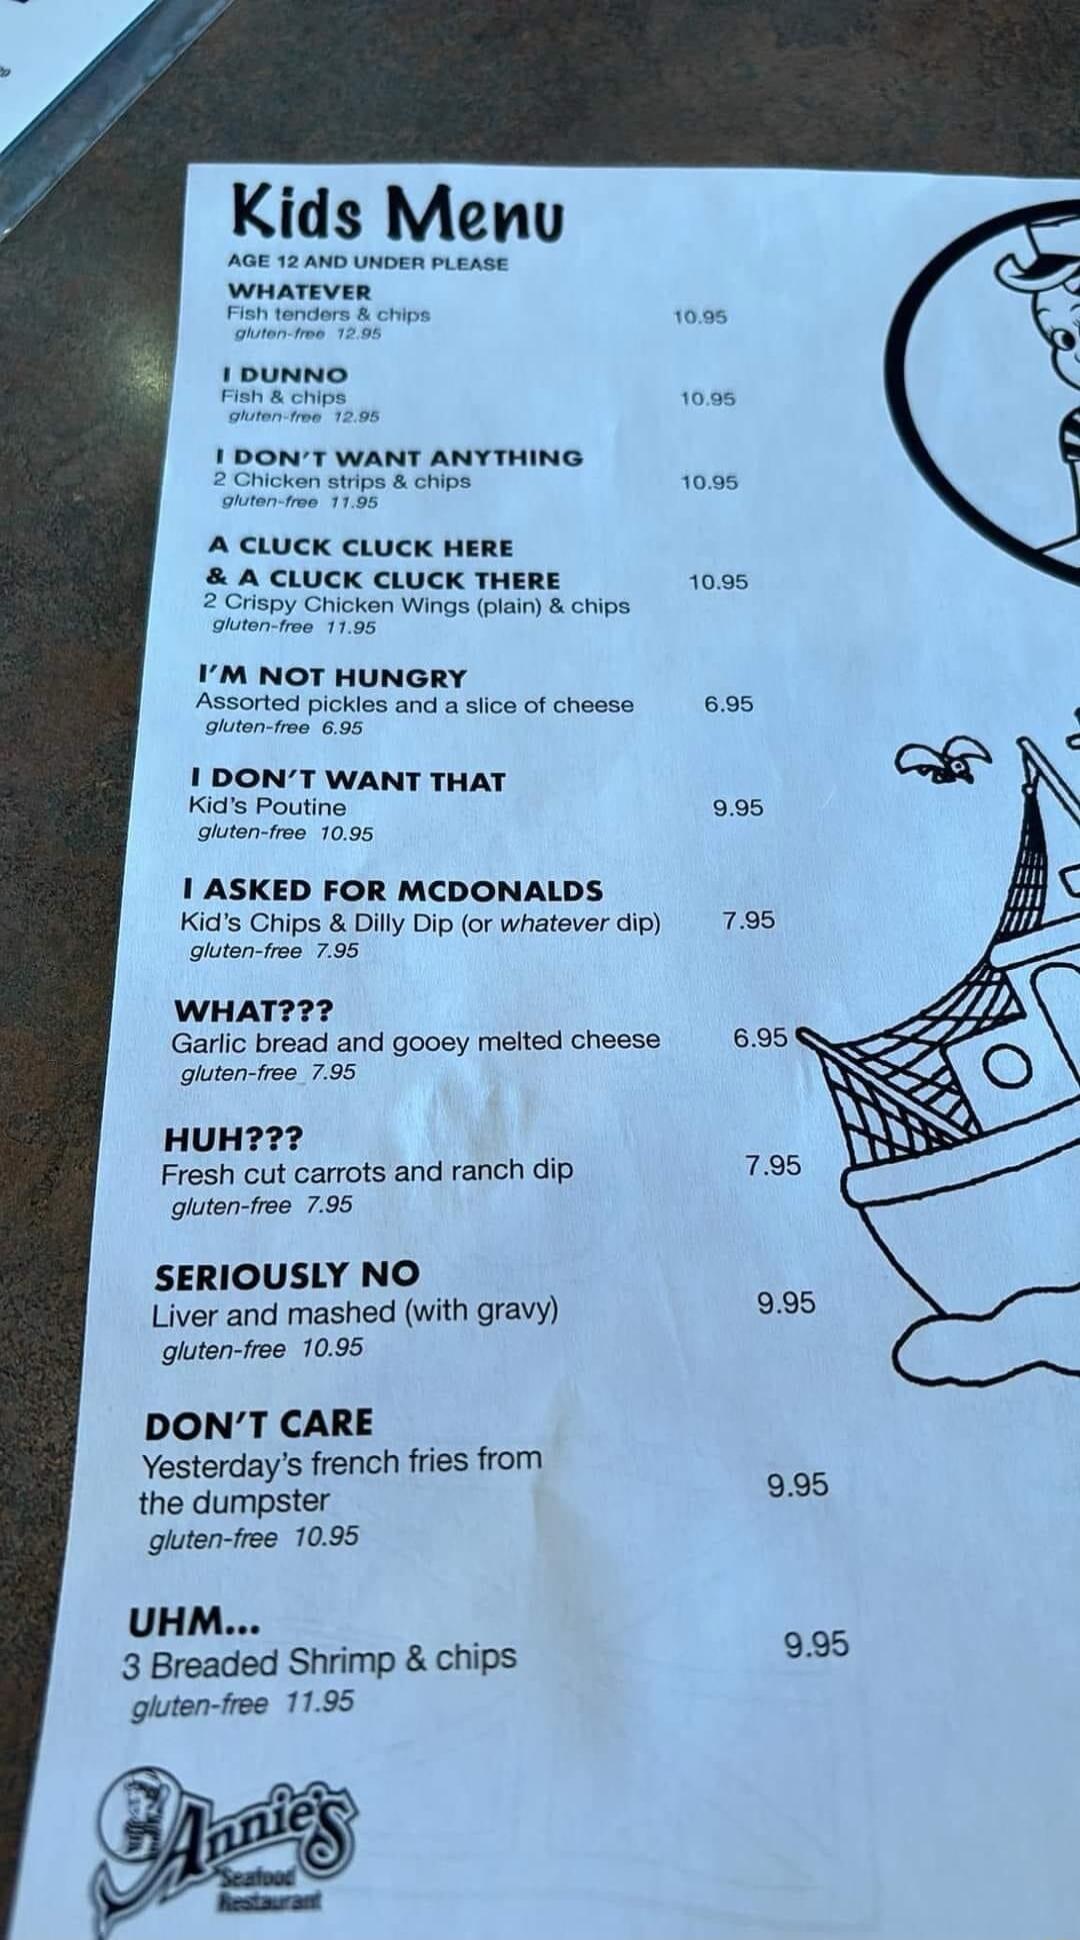 Kids Menu
AGE 12 AND UNDER PLEASE
WHATEVER
Fish tenders & chips 10.95
gluten-free 12.95
I DUNNO
Fish & chips 10.95
gluten-free 12.95
I DON'T WANT ANYTHING
2 Chicken strips & chips 10.95
gluten-free 11.95
A CLUCK CLUCK HERE
& A CLUCK CLUCK THERE 10.95
2 Crispy Chicken Wings (plain) & chips
gluten-free 11.95
I'M NOT HUNGRY
Assorted pickles and a slice of cheese 6.95
gluten-free 6.95
I DON'T WANT THAT
Kid's Poutine 9.95
gluten-free 10.95
I ASKED FOR MCDONALDS
Kid's Chips & Dilly Dip (or whatever dip) 7.95
gluten-free 7.95
WHAT???
Garlic bread and gooey melted cheese 6.95
gluten-free 7.95
HUH???
Fresh cut carrots and ranch dip 7.95
gluten-free 7.95
SERIOUSLY NO
Liver and mashed (with gravy) 9.95
gluten-free 10.95
DON'T CARE
Yesterday's french fries from
the dumpster 9.95
gluten-free 10.95
UHM...
3 Breaded Shrimp & chips 9.95
gluten-free 11.95
Annie's
Seafood
Restaurant